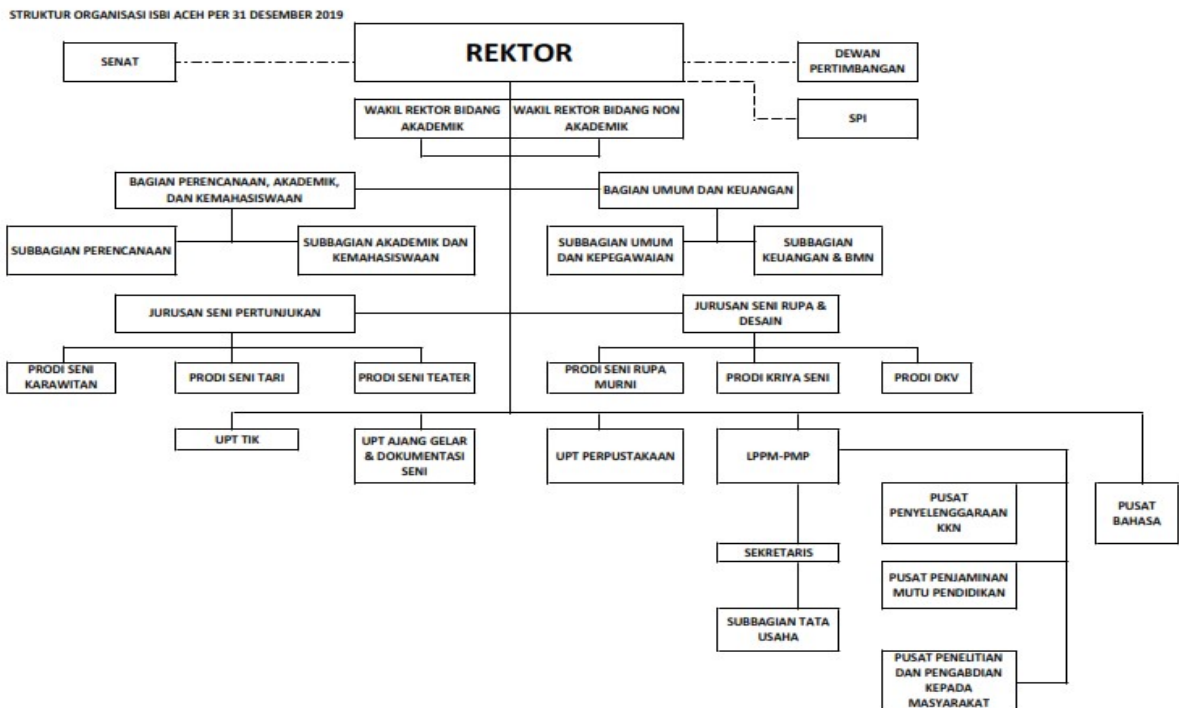 STRUKTUR ORGANISASI ISBI ACEH PER 31 DESEMBER 2019
REKTOR
SENAT
DEWAN
PERTIMBANGAN
SPI
WAKIL REKTOR BIDANG
AKADEMIK
WAKIL REKTOR BIDANG NON
AKADEMIK
BAGIAN PERENCANAAN, AKADEMIK,
DAN KEMAHASISWAAN
BAGIAN UMUM DAN KEUANGAN
SUBBAGIAN PERENCANAAN
SUBBAGIAN AKADEMIK DAN
KEMAHASISWAAN
SUBBAGIAN UMUM
DAN KEPEGAWAIAN
SUBBAGIAN
KEUANGAN & BMN
JURUSAN SENI PERTUNJUKAN
JURUSAN SENI RUPA &
DESAIN
PRODI SENI
KARAWITAN
PRODI SENI TARI
PRODI SENI TEATER
PRODI SENI RUPA
MURNI
PRODI KRIYA SENI
PRODI DKV
UPT TIK
UPT AJANG GELAR
& DOKUMENTASI
SENI
UPT PERPUSTAKAAN
LPPM-PMP
PUSAT
PENYELENGGARAAN
KKN
PUSAT
BAHASA
SEKRETARIS
PUSAT PENJAMINAN
MUTU PENDIDIKAN
SUBBAGIAN TATA
USAHA
PUSAT PENELITIAN
DAN PENGABDIAN
KEPADA
MASYARAKAT